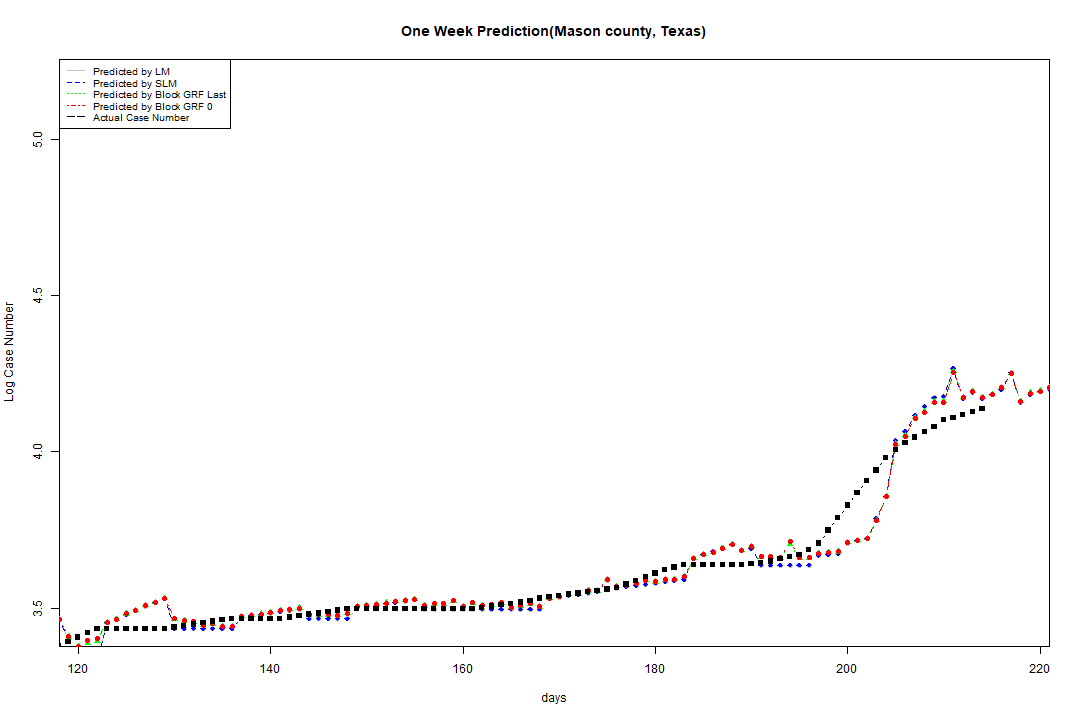 One Week Prediction(Mason county, Texas)
Predicted by LM
Predicted by SLM
Predicted by Block GRF Last
Predicted by Block GRF 0
Actual Case Number
5.0
4.5
4.0
3.5
Log Case Number
120 140 160 180 200 220
days